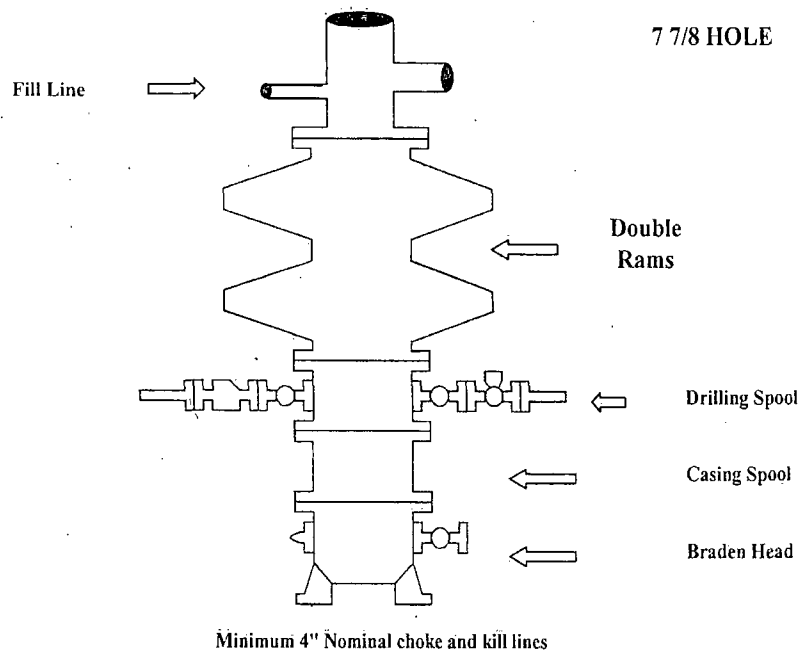 7 7/8 HOLE
Fill Line
Double
Rams
Drilling Spool
Casing Spool
Braden Head
Minimum 4" Nominal choke and kill lines